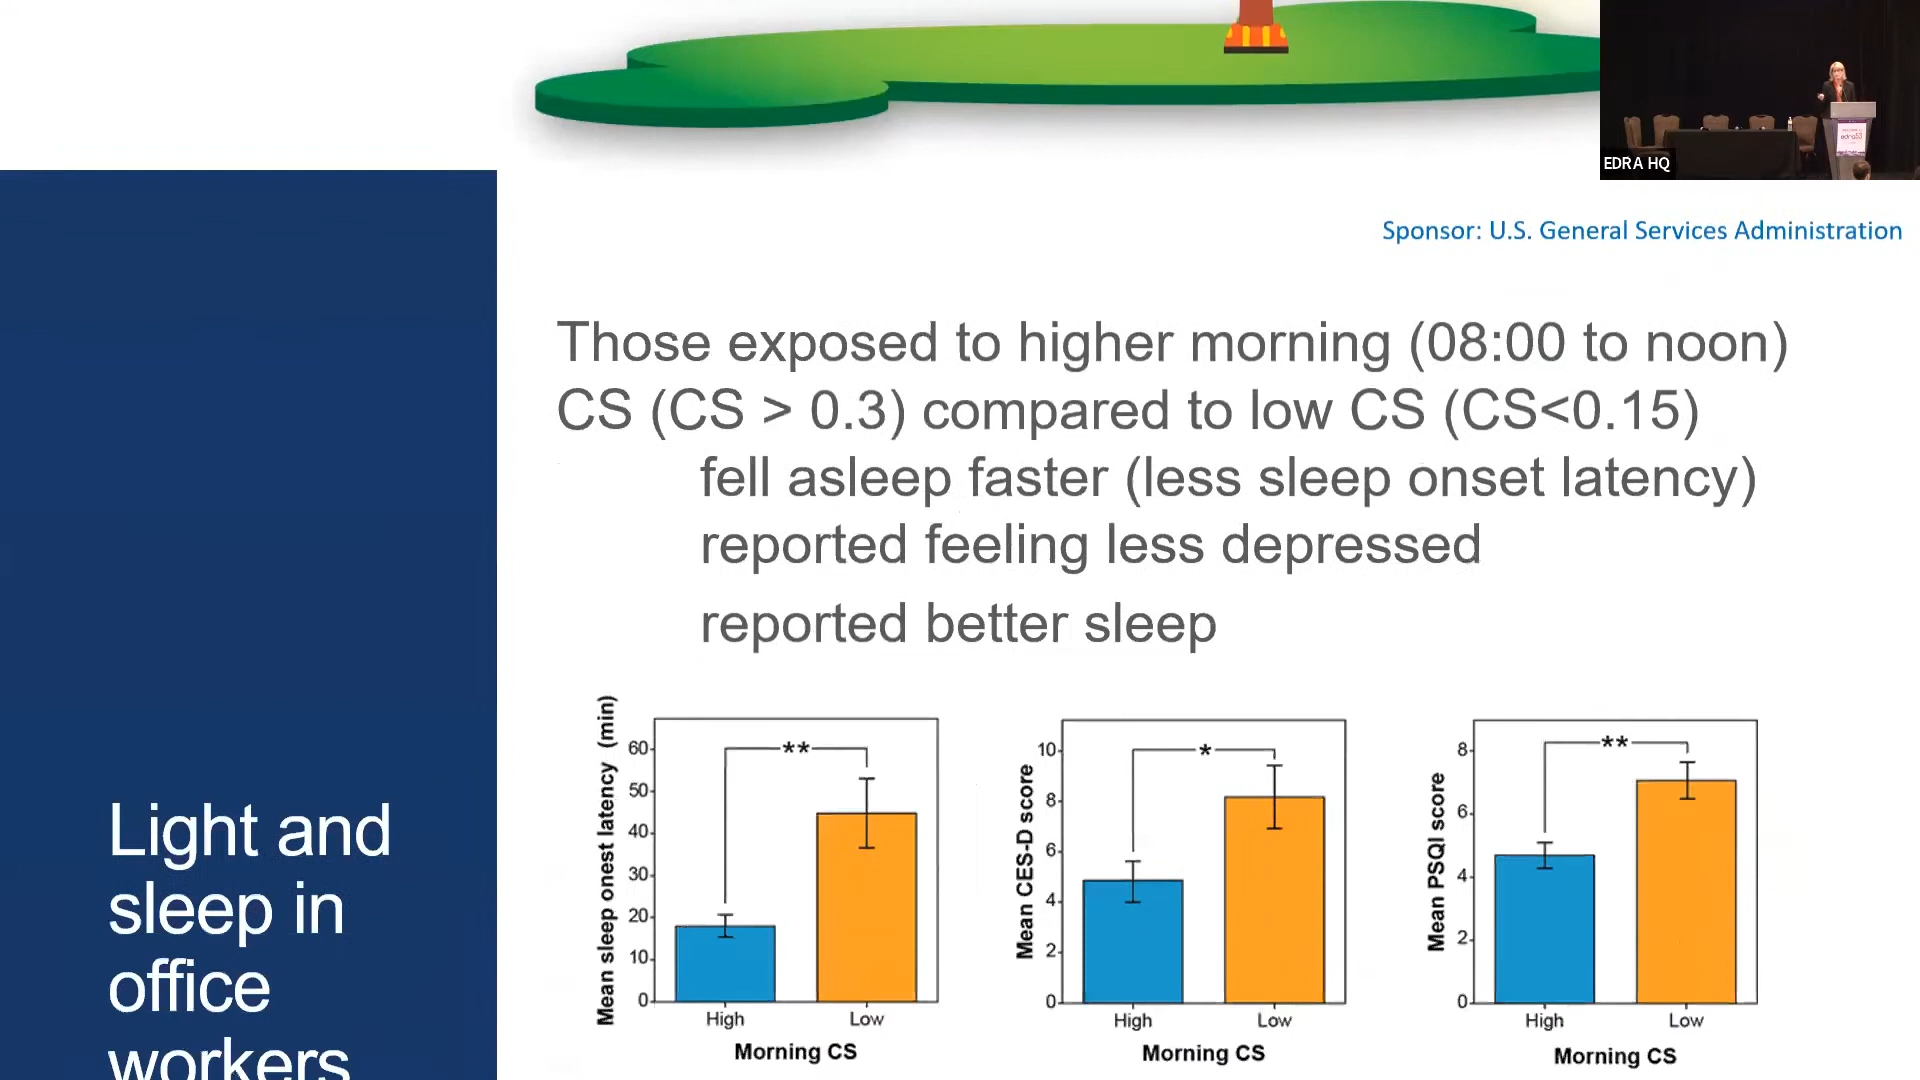 EDRA HQ
Sponsor: U.S. General Services Administration
Those exposed to higher morning (08:00 to noon)
CS (CS > 0.3) compared to low CS (CS<0.15)
fell asleep faster (less sleep onset latency)
reported feeling less depressed
reported better sleep
Light and
sleep in
office
workers
Mean sleep onest latency (min)
60
50
40
30
20
10
0
**
High
Low
Morning CS
Mean CES-D score
10
8
6
4
2
0
*
High
Low
Morning CS
Mean PSQI score
8
6
4
2
0
**
High
Low
Morning CS